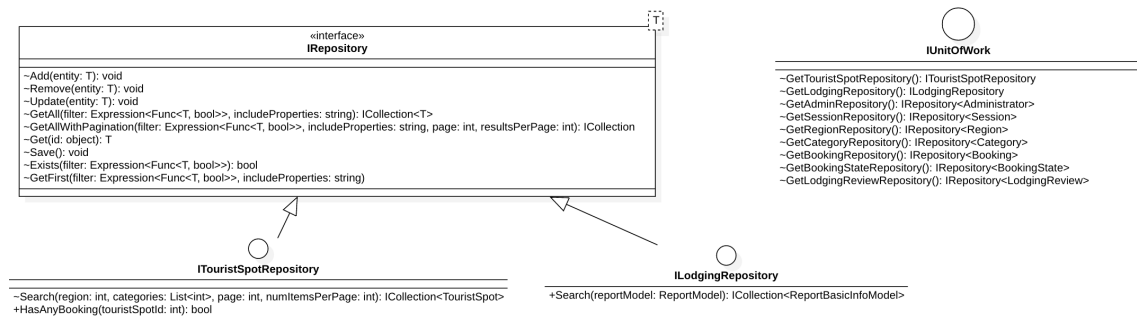 T
«interface»
IRepository
~Add(entity: T): void
~Remove(entity: T): void
~Update(entity: T): void
~GetAll(filter: Expression<Func<T, bool>>, includeProperties: string): ICollection<T>
~GetAllWithPagination(filter: Expression<Func<T, bool>>, includeProperties: string, page: int, resultsPerPage: int): ICollection
~Get(id: object): T
~Save(): void
~Exists(filter: Expression<Func<T, bool>>): bool
~GetFirst(filter: Expression<Func<T, bool>>, includeProperties: string)
IUnitOfWork
~GetTouristSpotRepository(): ITouristSpotRepository
~GetLodgingRepository(): ILodgingRepository
~GetAdminRepository(): IRepository<Administrator>
~GetSessionRepository(): IRepository<Session>
~GetRegionRepository(): IRepository<Region>
~GetCategoryRepository(): IRepository<Category>
~GetBookingRepository(): IRepository<Booking>
~GetBookingStateRepository(): IRepository<BookingState>
~GetLodgingReviewRepository(): IRepository<LodgingReview>
ITouristSpotRepository
~Search(region: int, categories: List<int>, page: int, numItemsPerPage: int): ICollection<TouristSpot>
+HasAnyBooking(touristSpotId: int): bool
ILodgingRepository
+Search(reportModel: ReportModel): ICollection<ReportBasicInfoModel>